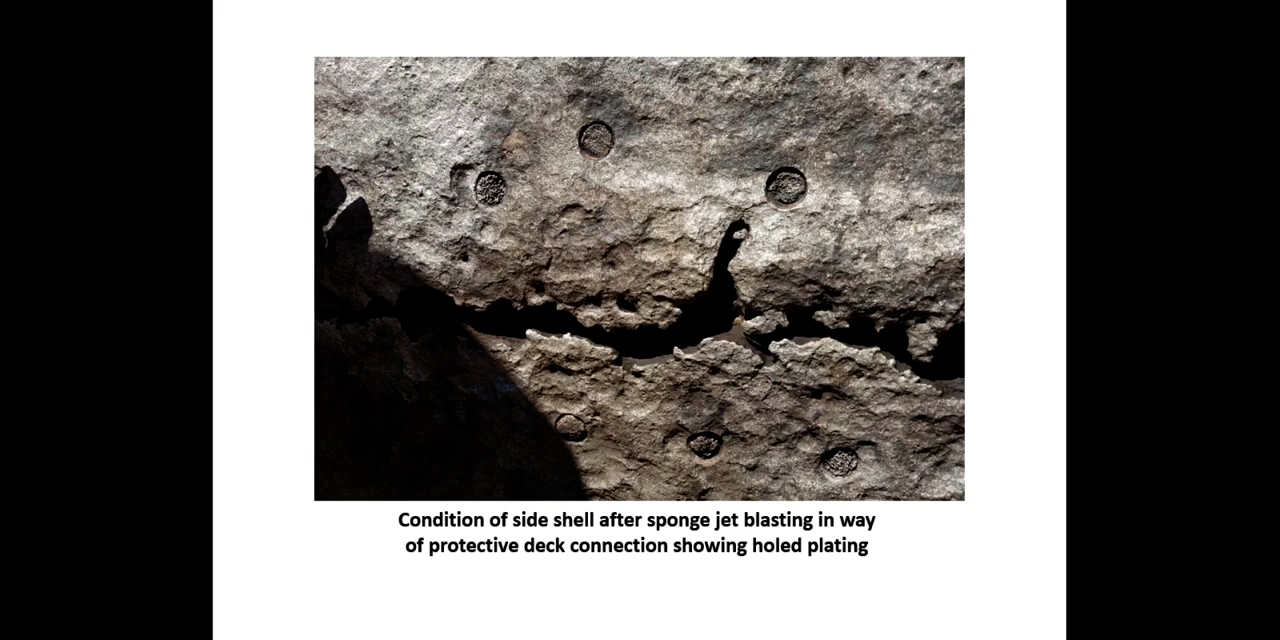 Condition of side shell after sponge jet blasting in way
of protective deck connection showing holed plating